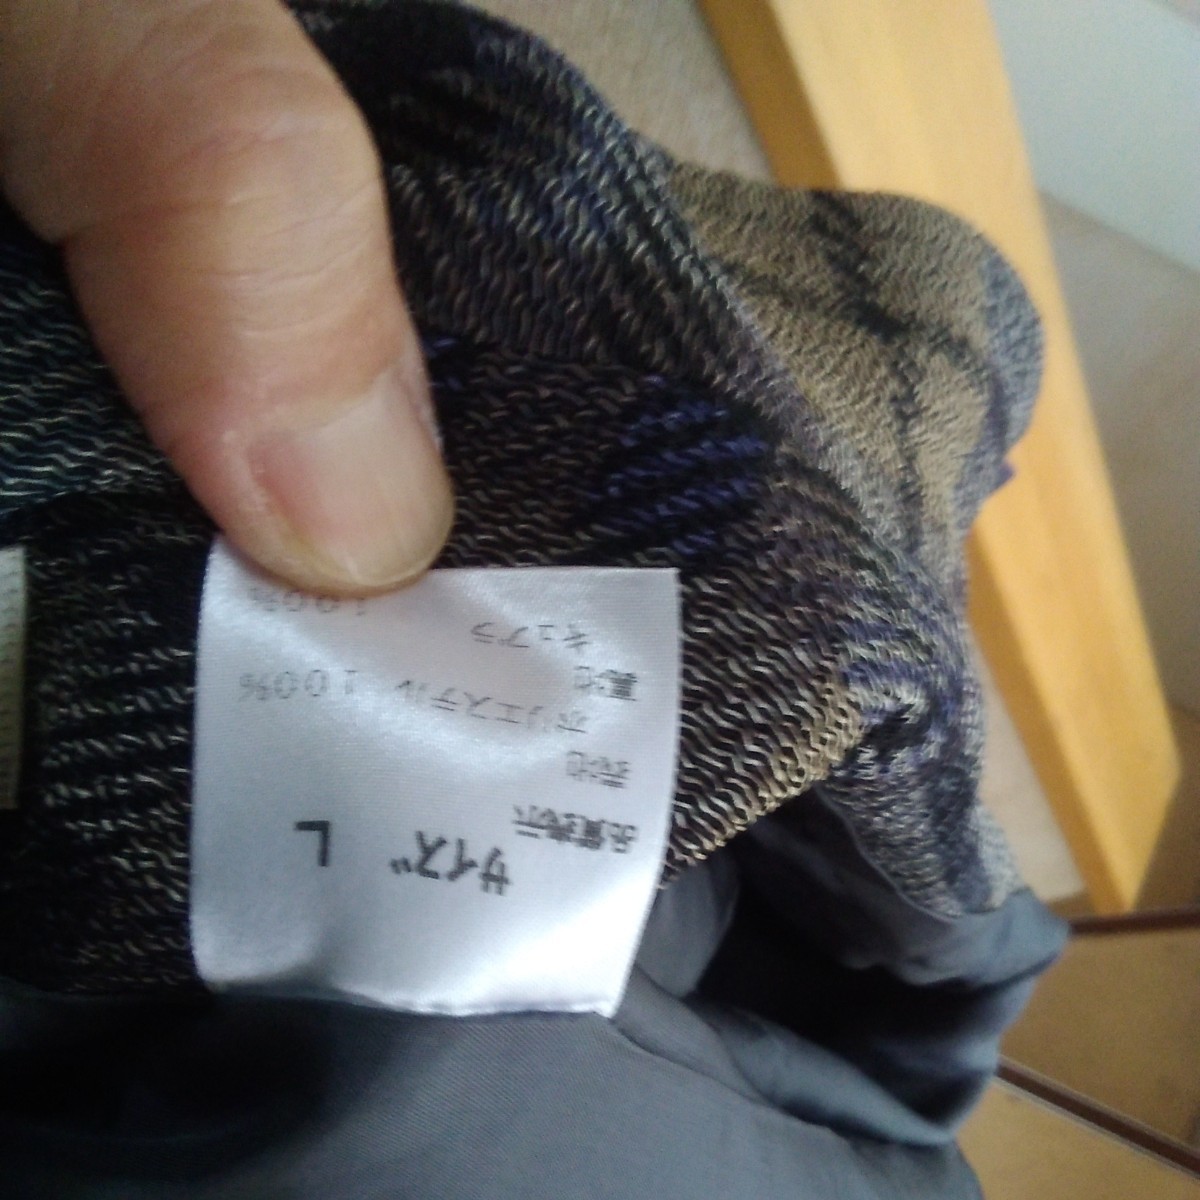 サイズ L
品質表示
表地
ポリエステル 100%
裏地
キュプラ
100%